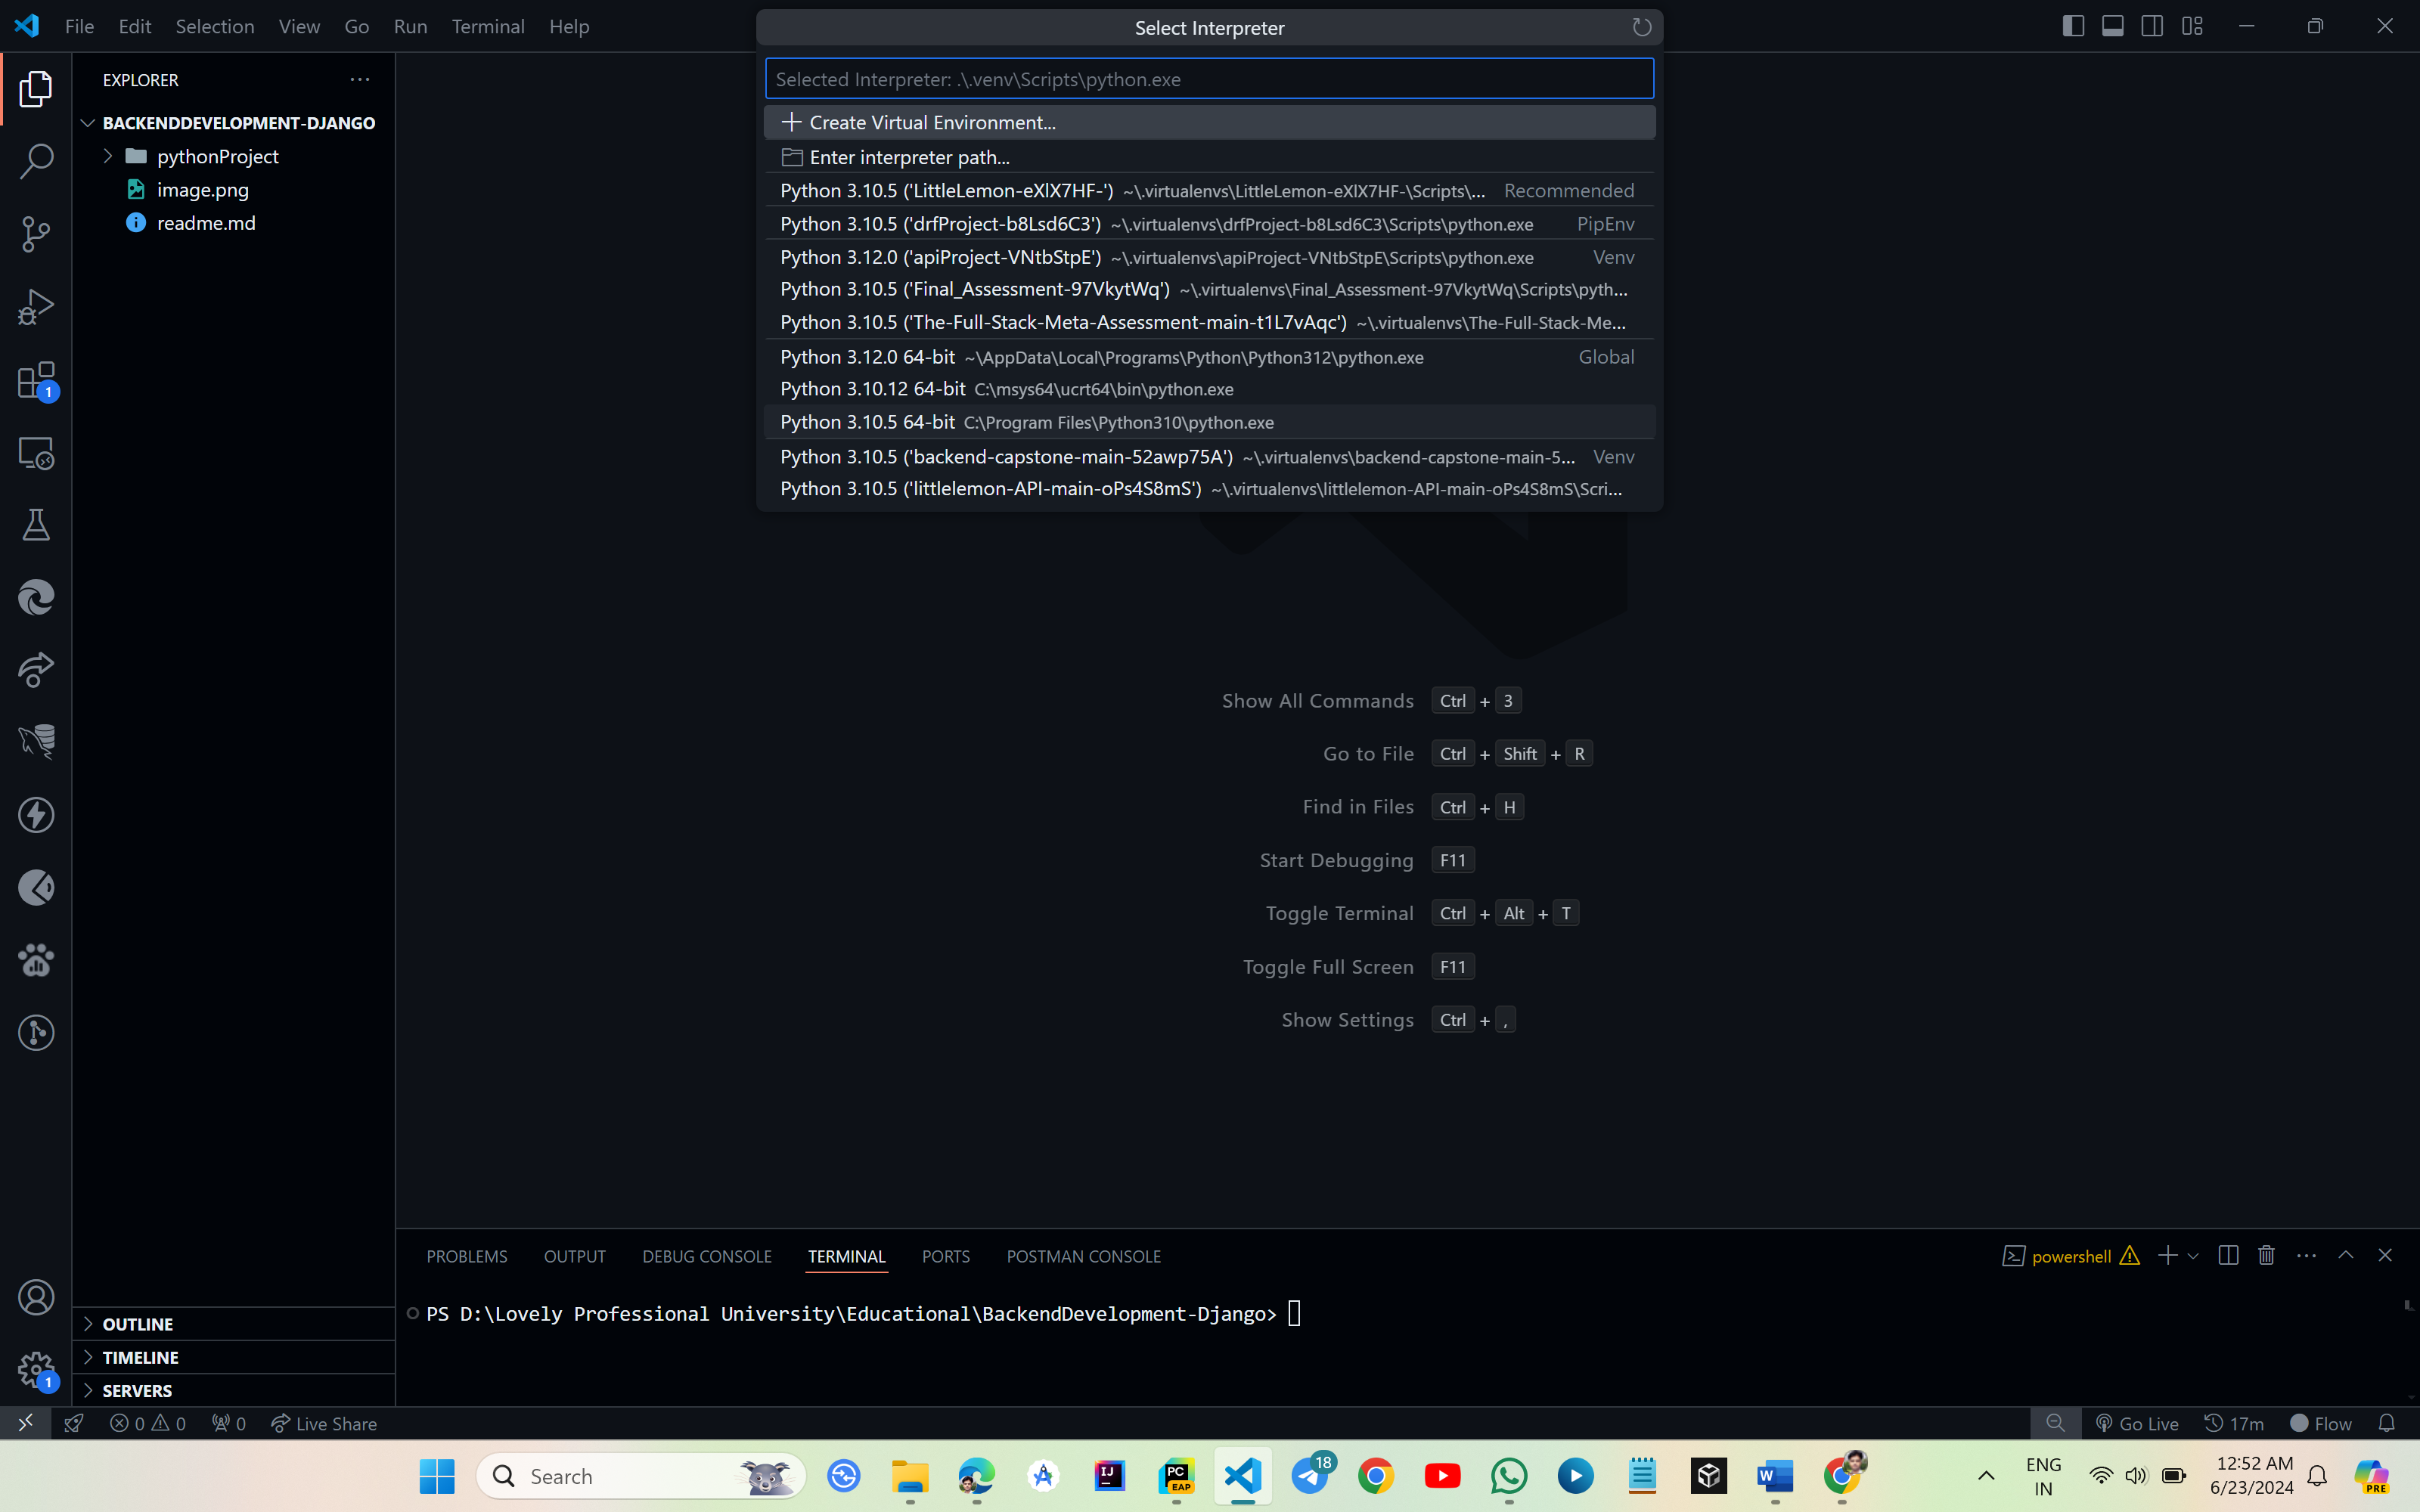 File Edit Selection View Go Run Terminal Help
Select Interpreter
Selected Interpreter: .\.venv\Scripts\python.exe
Create Virtual Environment...
Enter interpreter path...
Python 3.10.5 ('LittleLemon-eXlX7HF-') ~\.virtualenvs\LittleLemon-eXlX7HF-\Scripts\... Recommended
Python 3.10.5 ('drfProject-b8Lsd6C3') ~\.virtualenvs\drfProject-b8Lsd6C3\Scripts\python.exe PipEnv
Python 3.12.0 ('apiProject-VNtbStpE') ~\.virtualenvs\apiProject-VNtbStpE\Scripts\python.exe Venv
Python 3.10.5 ('Final_Assessment-97VkytWq') ~\.virtualenvs\Final_Assessment-97VkytWq\Scripts\pyth...
Python 3.10.5 ('The-Full-Stack-Meta-Assessment-main-t1L7vAqc') ~\.virtualenvs\The-Full-Stack-Me...
Python 3.12.0 64-bit ~\AppData\Local\Programs\Python\Python312\python.exe Global
Python 3.10.12 64-bit C:\msys64\ucrt64\bin\python.exe
Python 3.10.5 64-bit C:\Program Files\Python310\python.exe
Python 3.10.5 ('backend-capstone-main-52awp75A') ~\.virtualenvs\backend-capstone-main-5... Venv
Python 3.10.5 ('littlelemon-API-main-oPs4S8mS') ~\.virtualenvs\littlelemon-API-main-oPs4S8mS\Scri...
EXPLORER
BACKENDDEVELOPMENT-DJANGO
pythonProject
image.png
readme.md
1
Show All Commands Ctrl + 3
Go to File Ctrl + Shift + R
Find in Files Ctrl + H
Start Debugging F11
Toggle Terminal Ctrl + Alt + T
Toggle Full Screen F11
Show Settings Ctrl + ,
OUTLINE
TIMELINE
SERVERS
1
PROBLEMS OUTPUT DEBUG CONSOLE TERMINAL PORTS POSTMAN CONSOLE
powershell
PS D:\Lovely Professional University\Educational\BackendDevelopment-Django>
0 0 0 Live Share
Go Live 17m Flow
Search
IJ
PC
EAP
18
W
ENG
IN
12:52 AM
6/23/2024
PRE